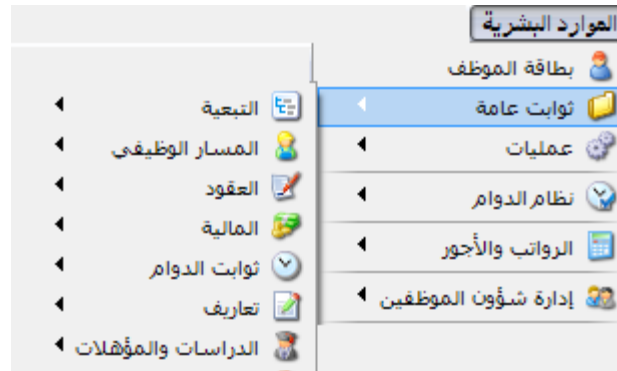 الموارد البشرية
بطاقة الموظف
ثوابت عامة
عمليات
نظام الدوام
الرواتب والأجور
إدارة شؤون الموظفين
التبعية
المسار الوظيفي
العقود
المالية
ثوابت الدوام
تعاريف
الدراسات والمؤهلات